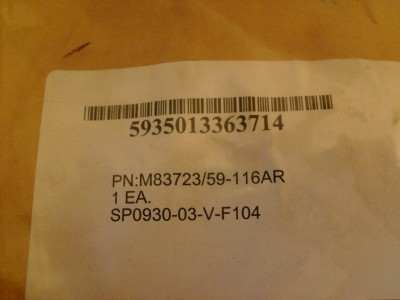 5935013363714
PN:M83723/59-116AR
1 EA.
SP0930-03-V-F104